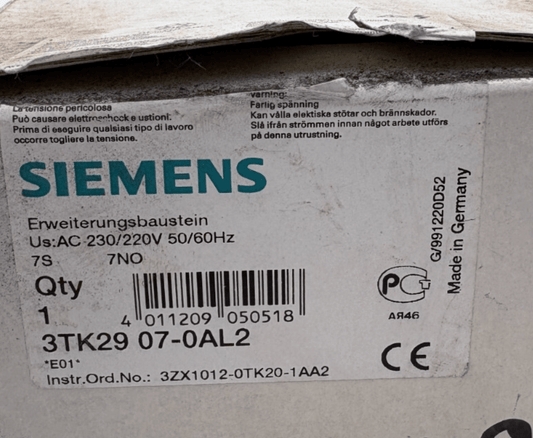 La tensione pericolosa
Può causare elettroshock e ustioni.
Prima di eseguire qualsiasi tipo di lavoro
occorre togliere la tensione.
Varning:
Farlig spänning
Kan vålla elektiska stötar och brännskador.
Slå ifrån strömmen innan något arbete utförs
på denna utrustning.
SIEMENS
Erweiterungsbaustein
Us:AC 230/220V 50/60Hz
7S 7NO
Qty
1
4 011209 050518
3TK29 07-0AL2
*E01*
Instr.Ord.No.: 3ZX1012-0TK20-1AA2
G/991220D52
Made in Germany
PC
АЯ46
CE